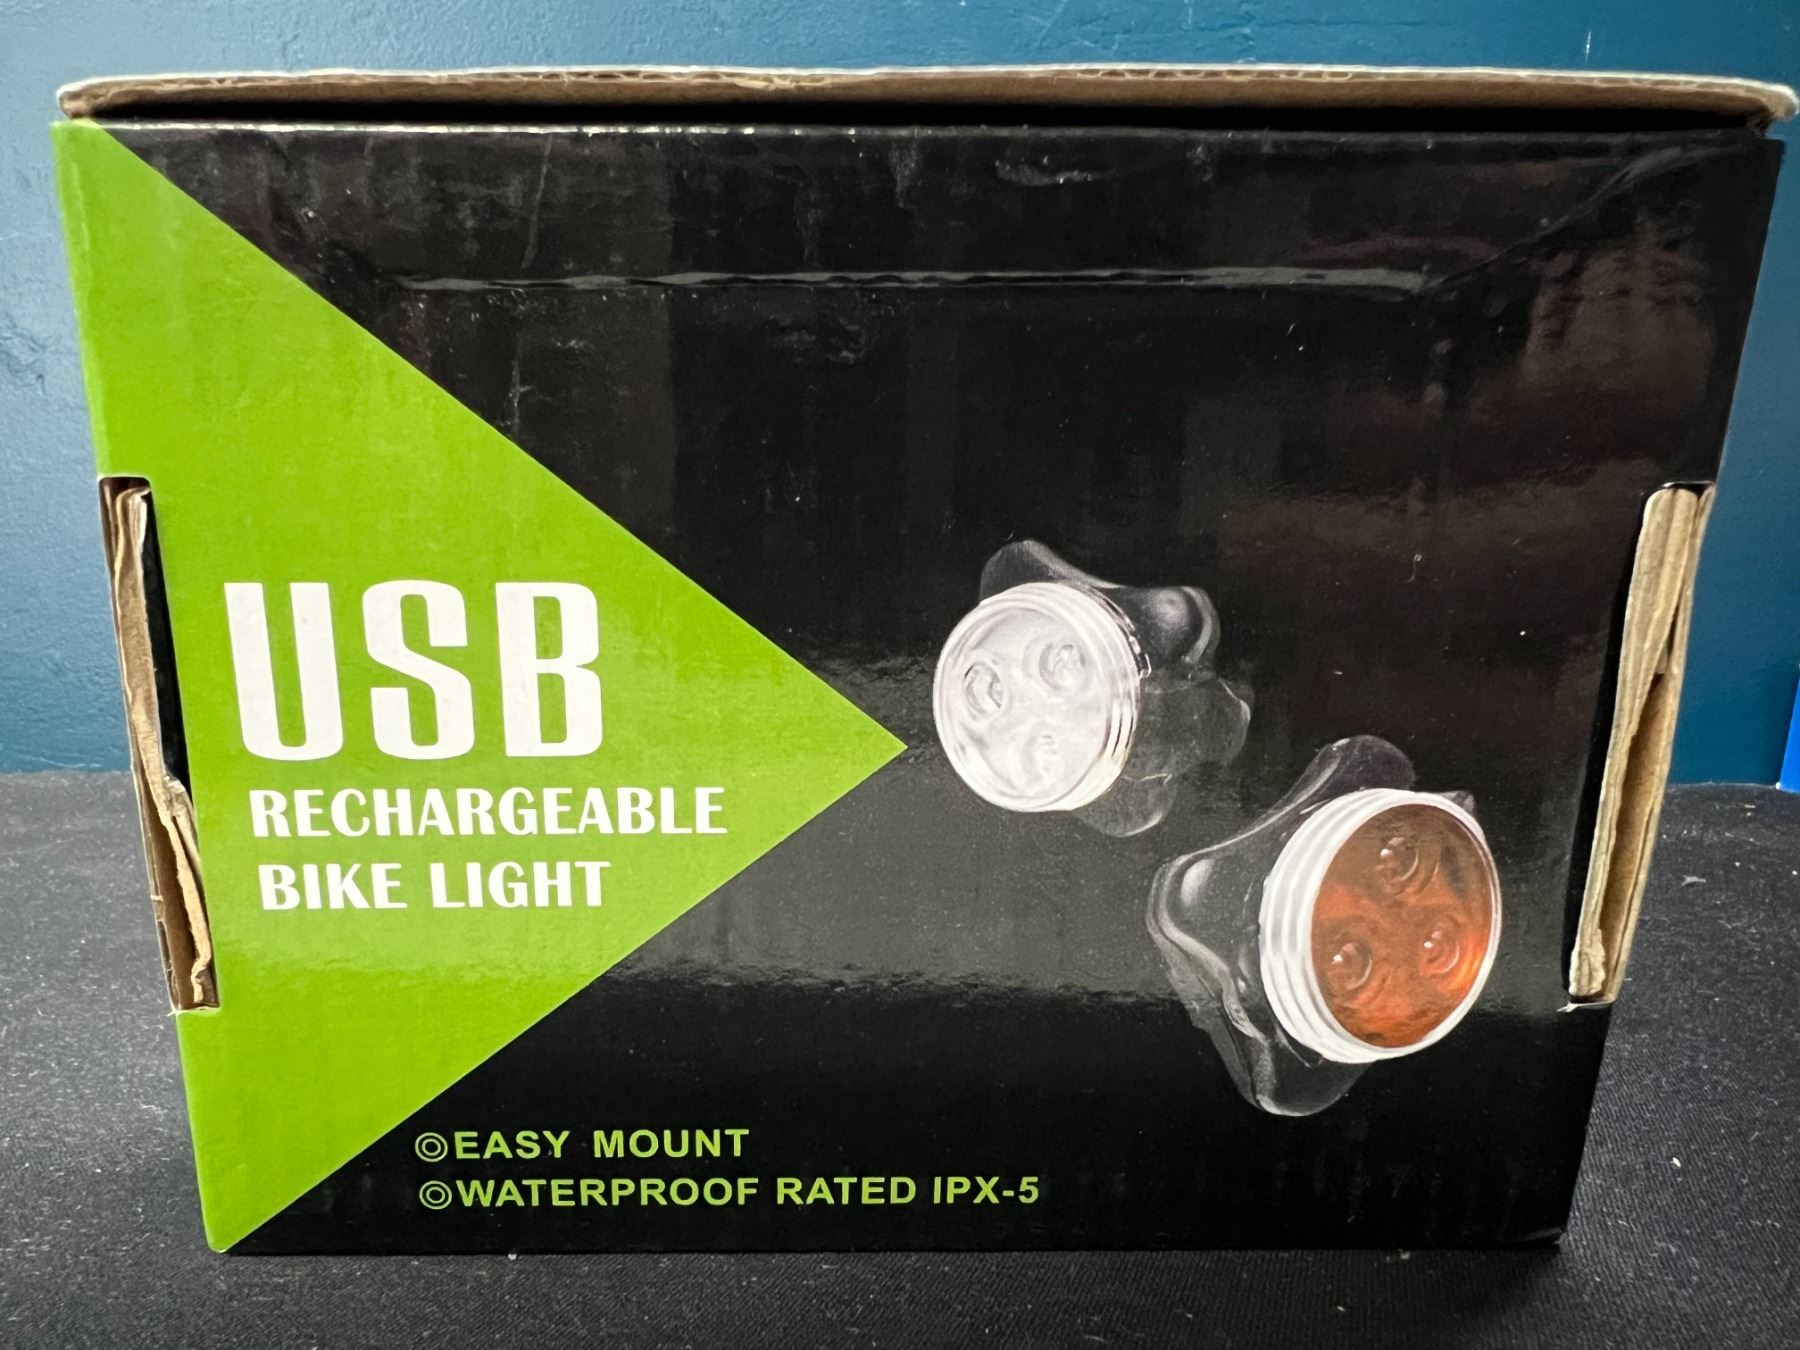 USB
RECHARGEABLE
BIKE LIGHT
◎EASY MOUNT
◎WATERPROOF RATED IPX-5